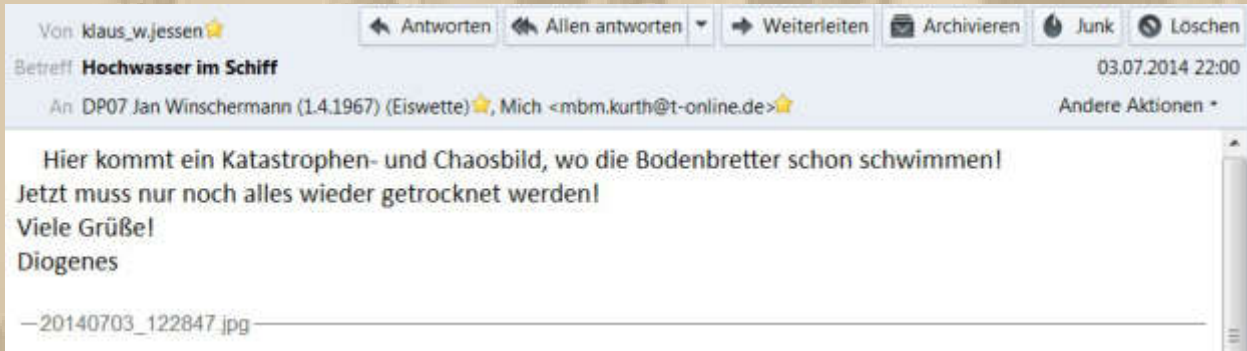 Von klaus_w.jessen Antworten Allen antworten Weiterleiten Archivieren Junk Löschen
Betreff Hochwasser im Schiff 03.07.2014 22:00
An DP07 Jan Winschermann (1.4.1967) (Eiswette), Mich <mbm.kurth@t-online.de> Andere Aktionen
Hier kommt ein Katastrophen- und Chaosbild, wo die Bodenbretter schon schwimmen!
Jetzt muss nur noch alles wieder getrocknet werden!
Viele Grüße!
Diogenes
20140703_122847.jpg